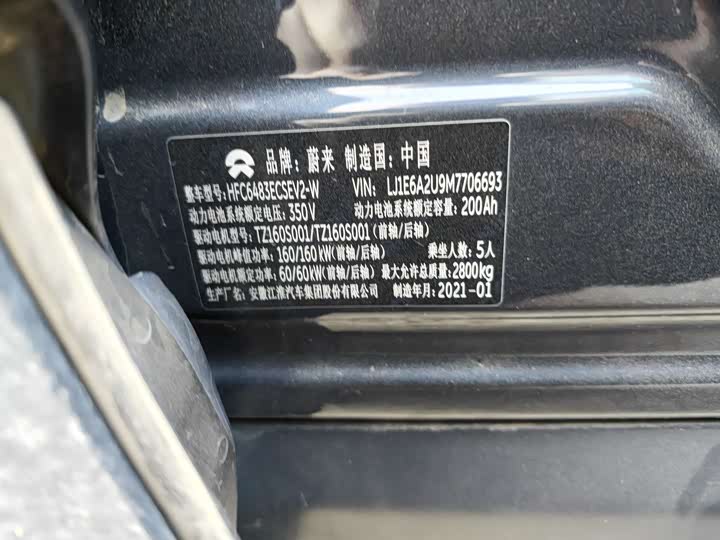 品牌：蔚来 制造国：中国
整车型号：HFC6483ECSEV2-W VIN：LJ1E6A2U9M7706693
动力电池系统额定电压：350V 动力电池系统额定容量：200Ah
驱动电机型号：TZ160S001/TZ160S001（前轴/后轴）
驱动电机峰值功率：160/160kW（前轴/后轴） 乘坐人数：5人
驱动电机额定功率：60/60kW（前轴/后轴） 最大允许总质量：2800kg
生产厂名：安徽江淮汽车集团股份有限公司 制造年月：2021-01